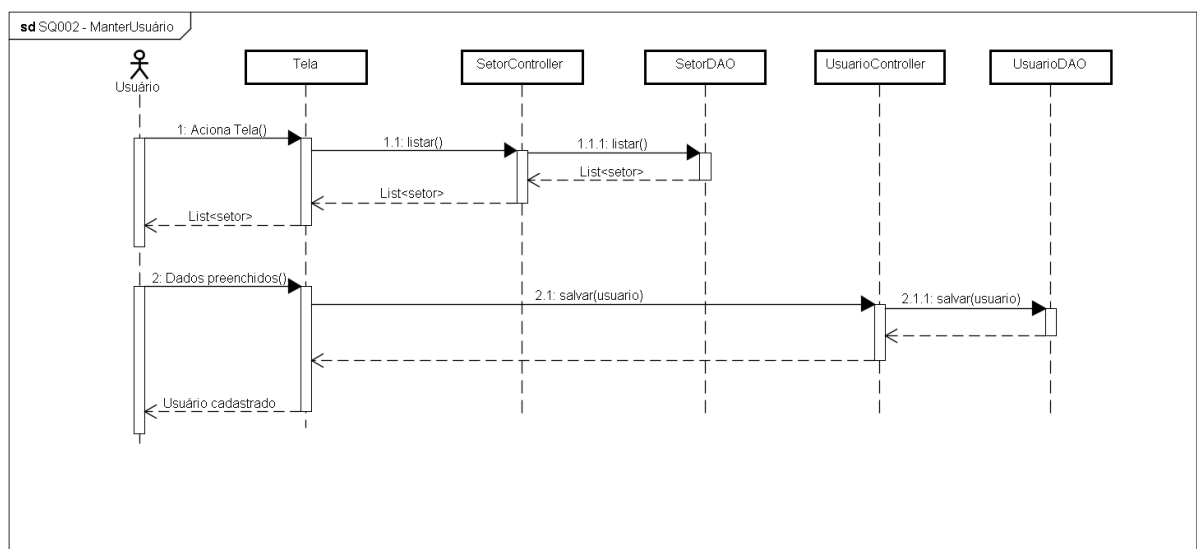 sd SQ002 - ManterUsuário
Usuário
Tela
SetorController
SetorDAO
UsuarioController
UsuarioDAO
1: Aciona Tela()
1.1: listar()
1.1.1: listar()
List<setor>
List<setor>
List<setor>
2: Dados preenchidos()
2.1: salvar(usuario)
2.1.1: salvar(usuario)
Usuário cadastrado